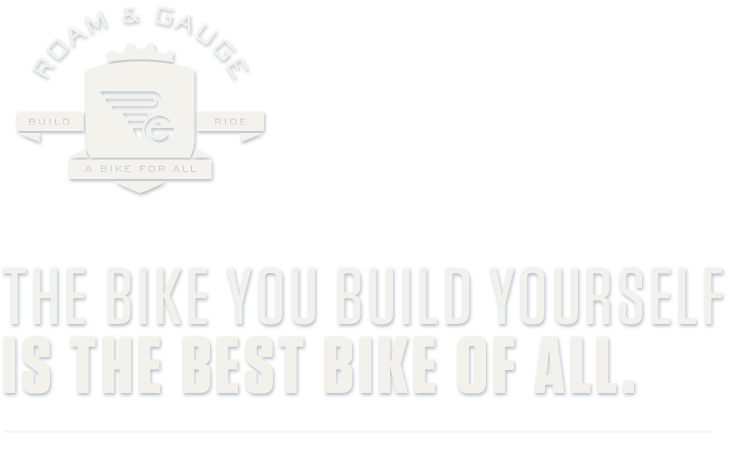 ROAM & GAUGE
BUILD
RIDE
A BIKE FOR ALL
THE BIKE YOU BUILD YOURSELF
IS THE BEST BIKE OF ALL.